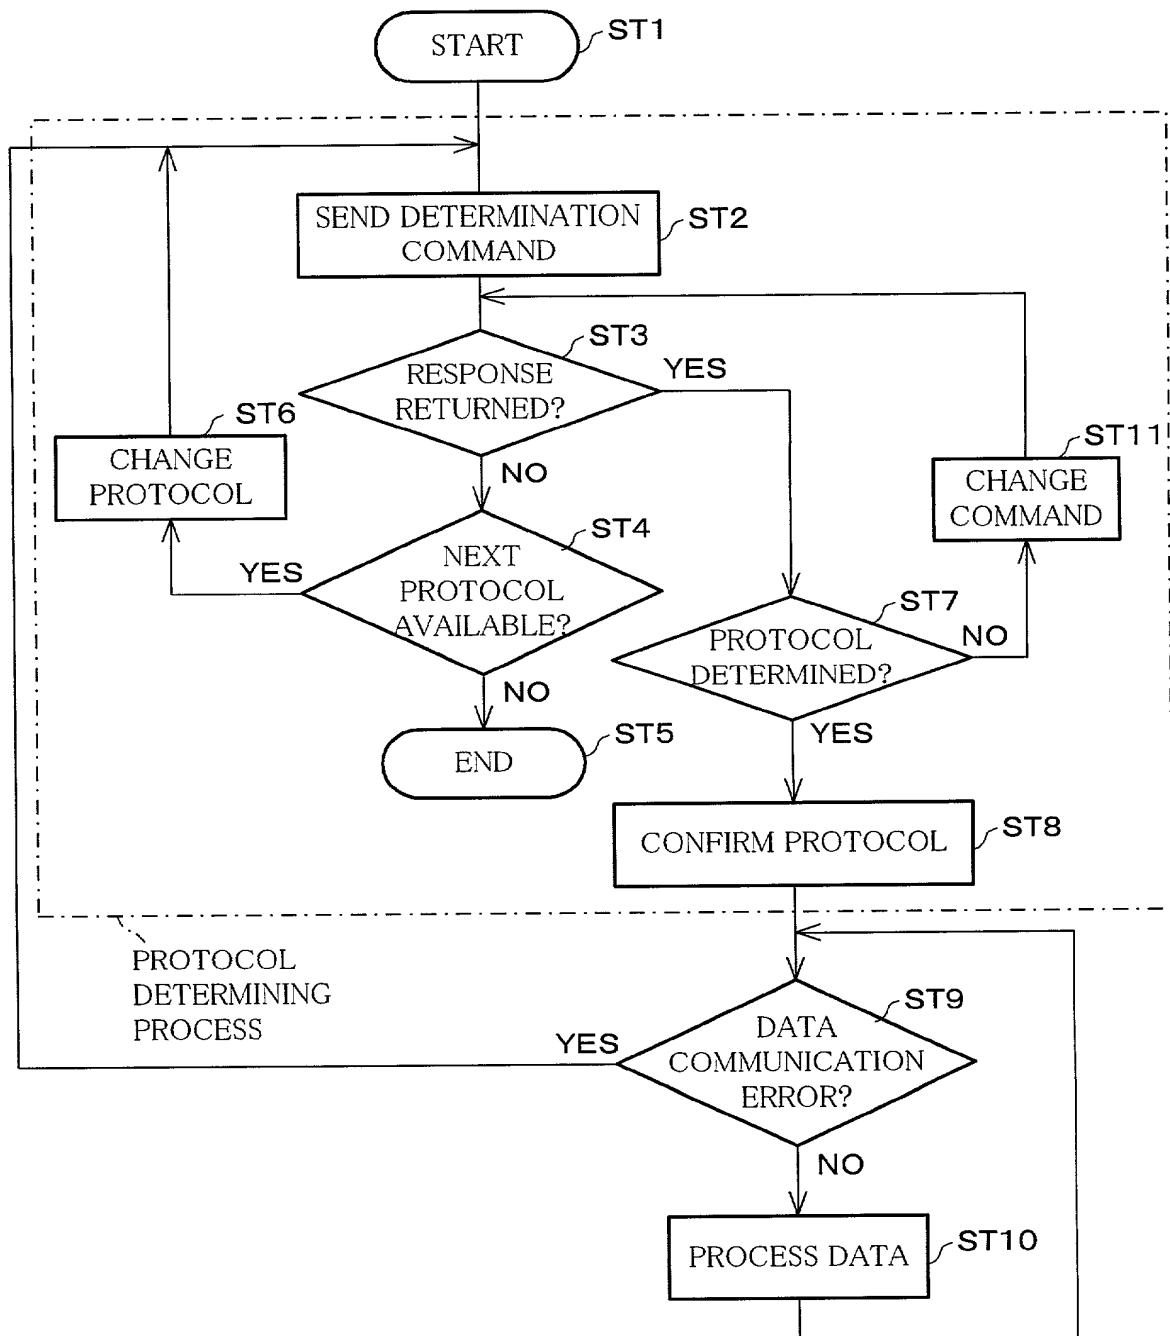 START
ST1
SEND DETERMINATION
COMMAND
ST2
RESPONSE
RETURNED?
ST3
YES
NO
CHANGE
PROTOCOL
ST6
CHANGE
COMMAND
ST11
NEXT
PROTOCOL
AVAILABLE?
ST4
YES
NO
PROTOCOL
DETERMINED?
ST7
NO
YES
END
ST5
CONFIRM PROTOCOL
ST8
PROTOCOL
DETERMINING
PROCESS
DATA
COMMUNICATION
ERROR?
ST9
YES
NO
PROCESS DATA
ST10